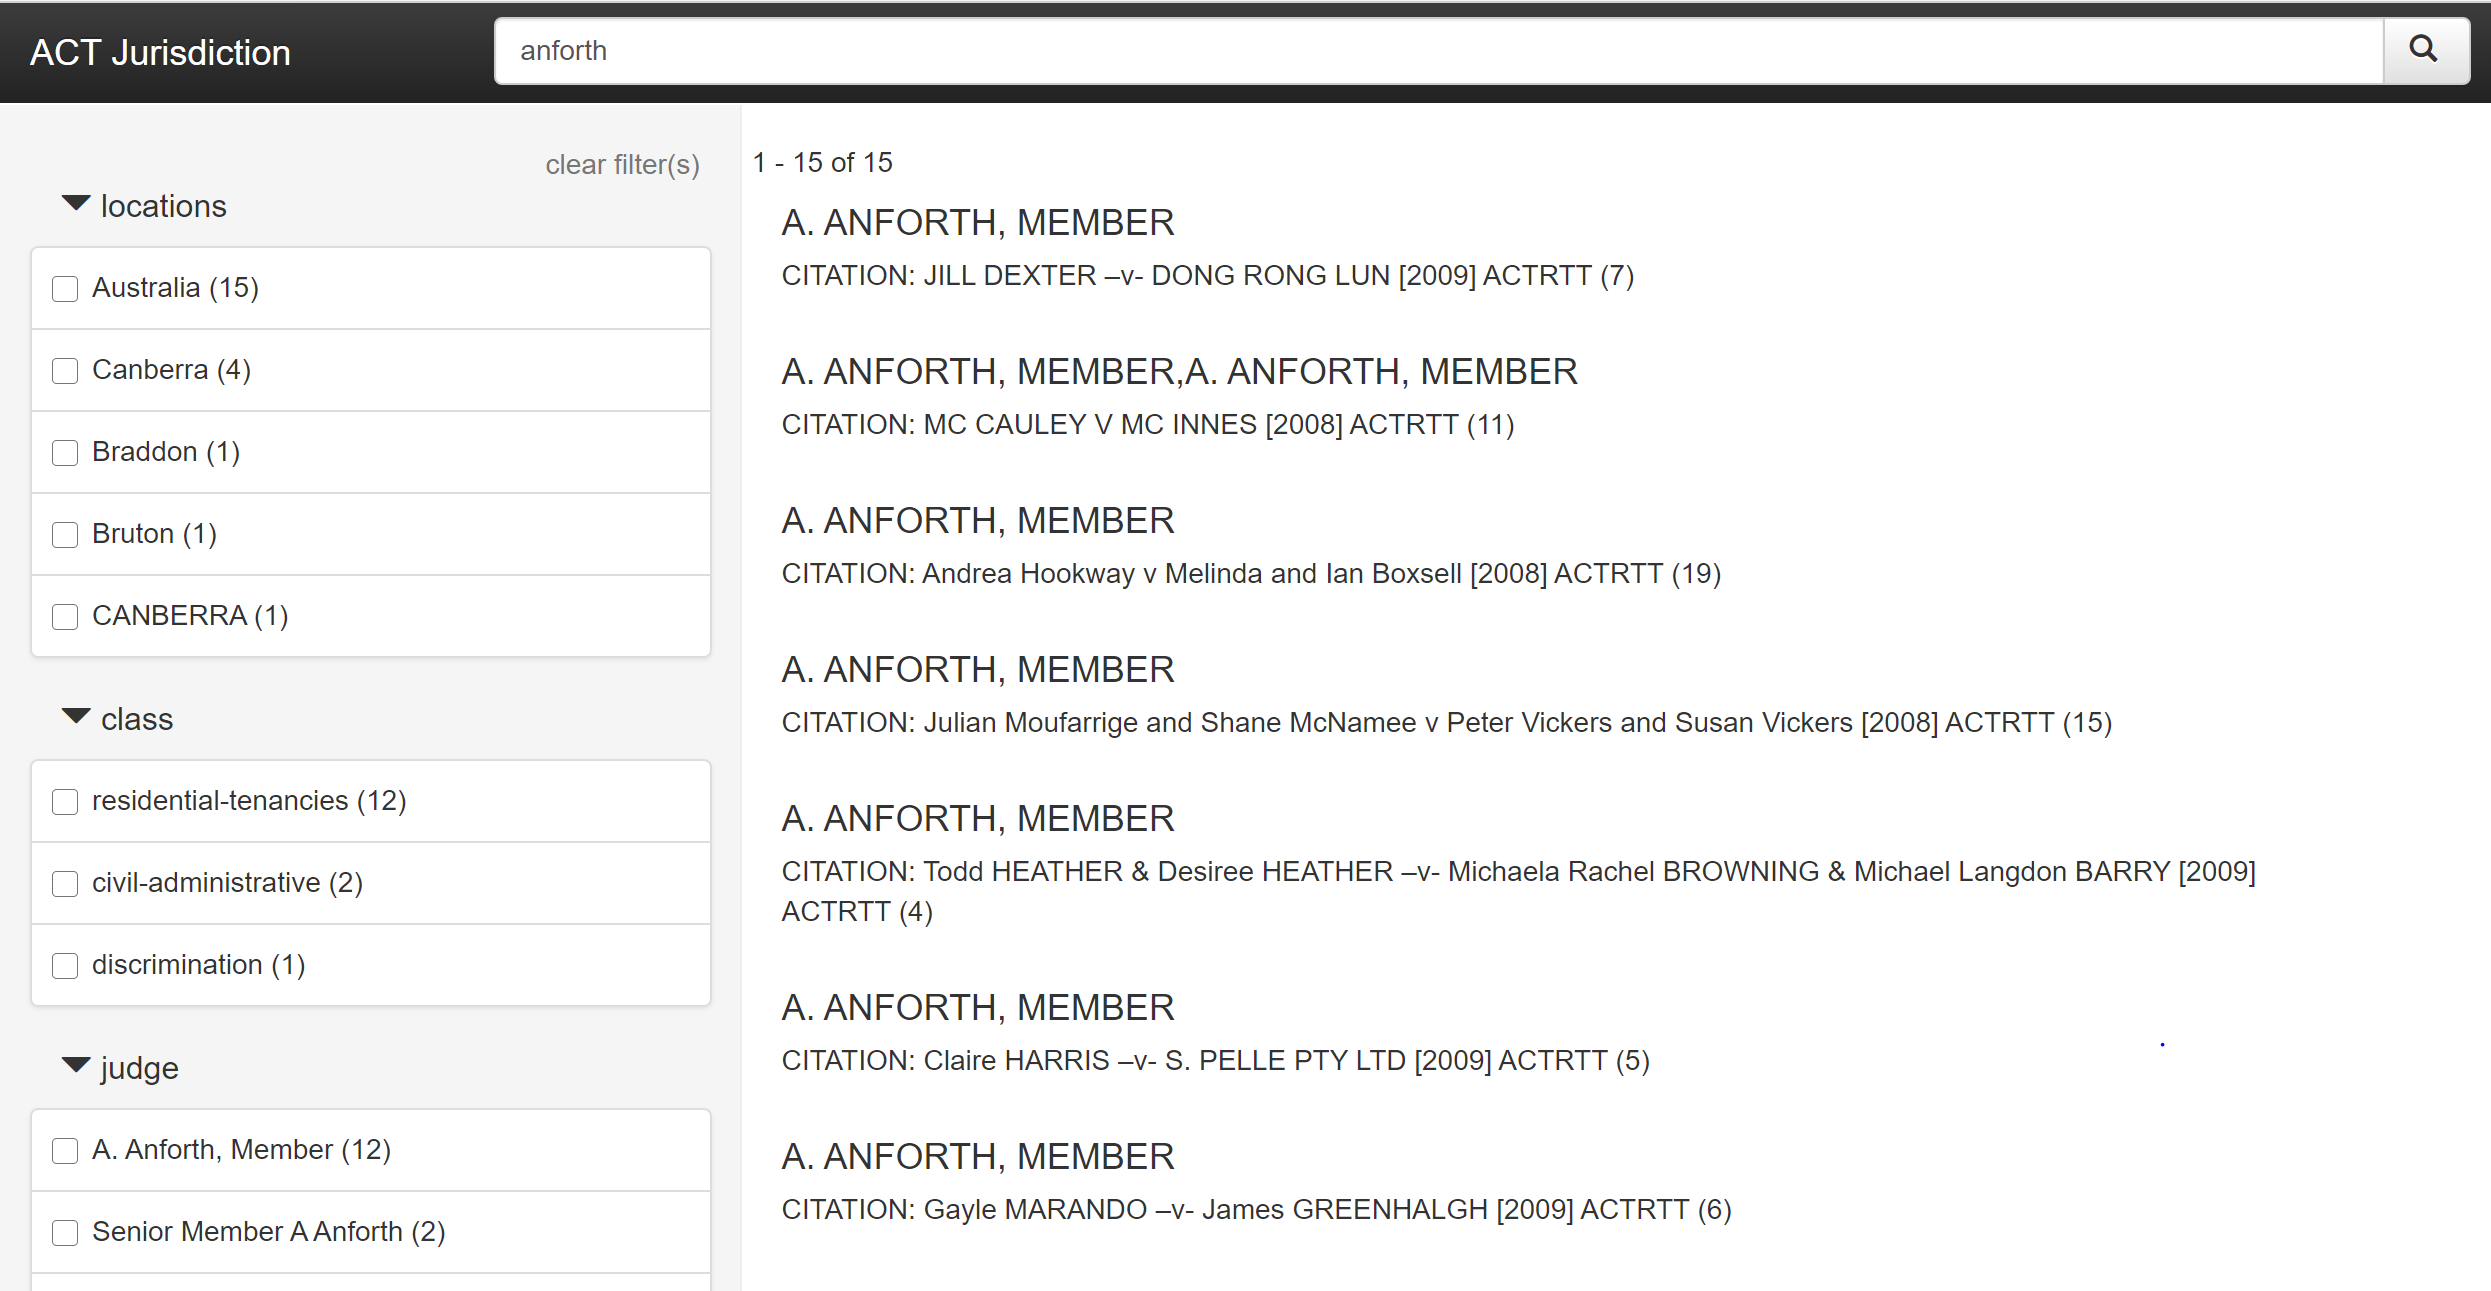 ACT Jurisdiction
anforth
clear filter(s)
locations
Australia (15)
Canberra (4)
Braddon (1)
Bruton (1)
CANBERRA (1)
class
residential-tenancies (12)
civil-administrative (2)
discrimination (1)
judge
A. Anforth, Member (12)
Senior Member A Anforth (2)
1 - 15 of 15
A. ANFORTH, MEMBER
CITATION: JILL DEXTER –v- DONG RONG LUN [2009] ACTRTT (7)
A. ANFORTH, MEMBER,A. ANFORTH, MEMBER
CITATION: MC CAULEY V MC INNES [2008] ACTRTT (11)
A. ANFORTH, MEMBER
CITATION: Andrea Hookway v Melinda and Ian Boxsell [2008] ACTRTT (19)
A. ANFORTH, MEMBER
CITATION: Julian Moufarrige and Shane McNamee v Peter Vickers and Susan Vickers [2008] ACTRTT (15)
A. ANFORTH, MEMBER
CITATION: Todd HEATHER & Desiree HEATHER –v- Michaela Rachel BROWNING & Michael Langdon BARRY [2009]
ACTRTT (4)
A. ANFORTH, MEMBER
CITATION: Claire HARRIS –v- S. PELLE PTY LTD [2009] ACTRTT (5)
A. ANFORTH, MEMBER
CITATION: Gayle MARANDO –v- James GREENHALGH [2009] ACTRTT (6)